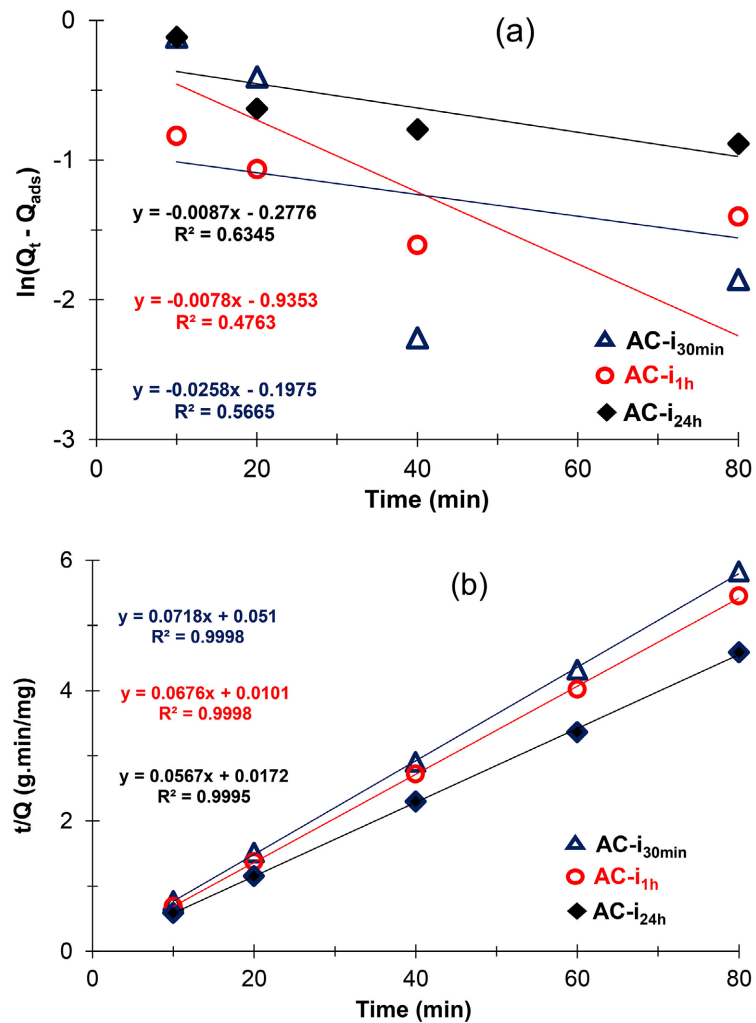 (a)
0
-1
-2
-3
ln(Qt - Qads)
y = -0.0087x - 0.2776
R² = 0.6345
y = -0.0078x - 0.9353
R² = 0.4763
y = -0.0258x - 0.1975
R² = 0.5665
AC-i30min
AC-i1h
AC-i24h
0 20 40 60 80
Time (min)
(b)
6
4
2
0
t/Q (g.min/mg)
y = 0.0718x + 0.051
R² = 0.9998
y = 0.0676x + 0.0101
R² = 0.9998
y = 0.0567x + 0.0172
R² = 0.9995
AC-i30min
AC-i1h
AC-i24h
0 20 40 60 80
Time (min)